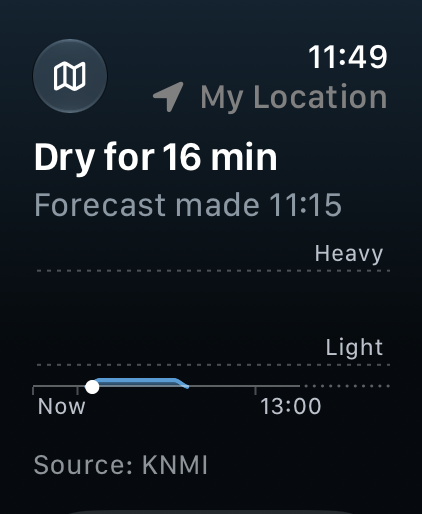 11:49
My Location
Dry for 16 min
Forecast made 11:15
Heavy
Light
Now
13:00
Source: KNMI